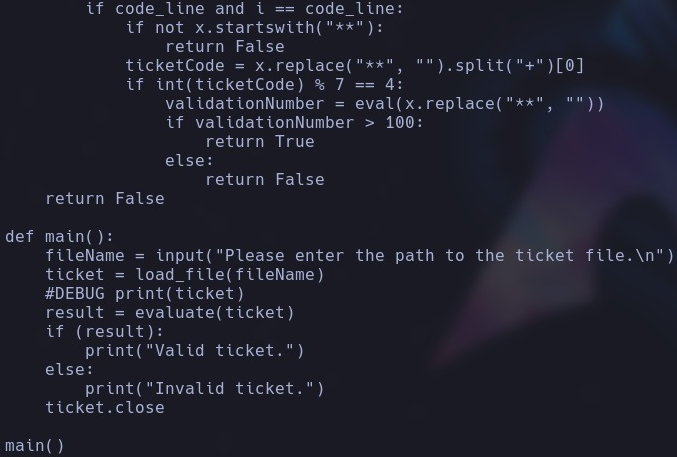 if code_line and i == code_line:
            if not x.startswith("**"):
                return False
            ticketCode = x.replace("**", "").split("+")[0]
            if int(ticketCode) % 7 == 4:
                validationNumber = eval(x.replace("**", ""))
                if validationNumber > 100:
                    return True
                else:
                    return False
    return False

def main():
    fileName = input("Please enter the path to the ticket file.\n")
    ticket = load_file(fileName)
    #DEBUG print(ticket)
    result = evaluate(ticket)
    if (result):
        print("Valid ticket.")
    else:
        print("Invalid ticket.")
    ticket.close

main()